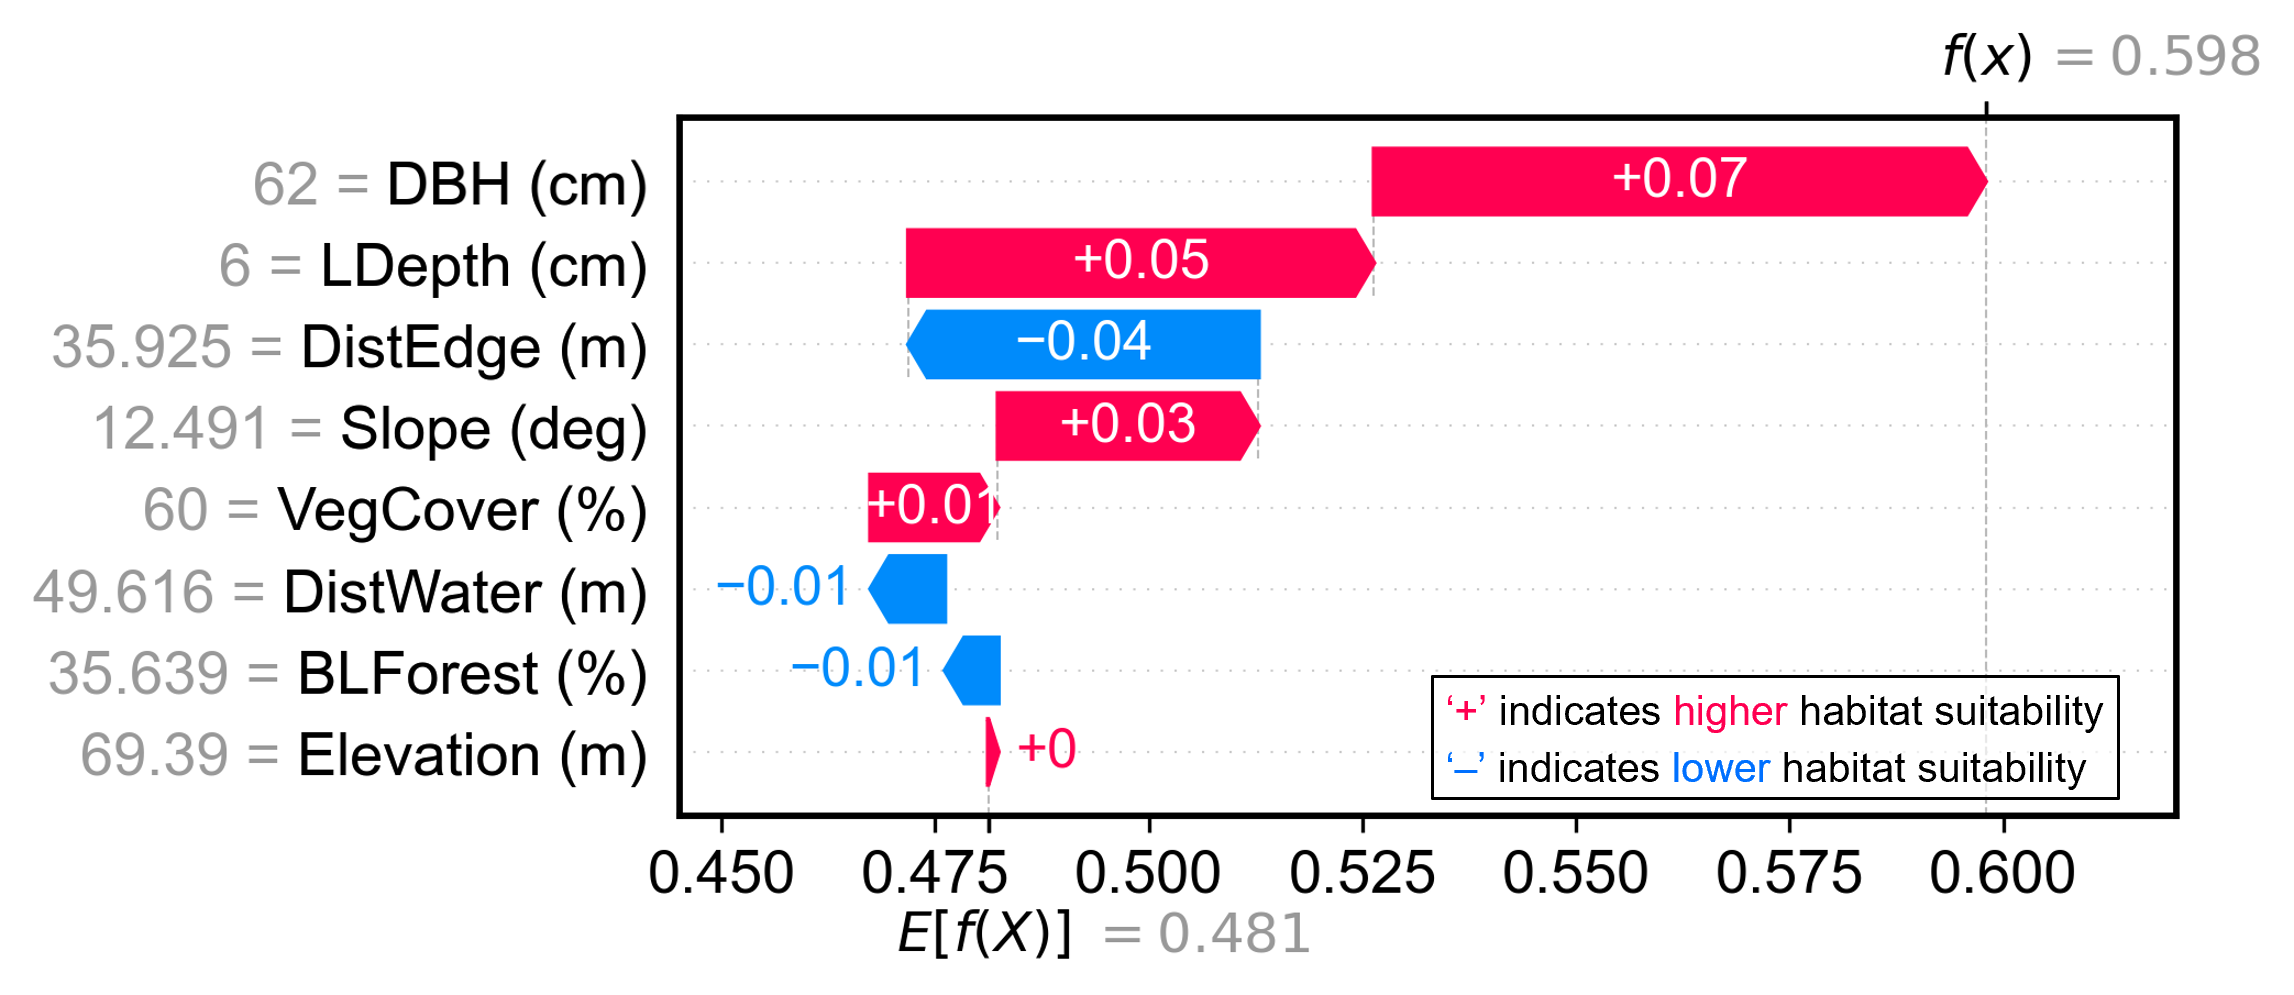 f(x) = 0.598
62 = DBH (cm)
+0.07
6 = LDepth (cm)
+0.05
35.925 = DistEdge (m)
−0.04
12.491 = Slope (deg)
+0.03
60 = VegCover (%)
+0.01
49.616 = DistWater (m)
−0.01
35.639 = BLForest (%)
−0.01
69.39 = Elevation (m)
+0
‘+’ indicates higher habitat suitability
‘–’ indicates lower habitat suitability
0.450 0.475 0.500 0.525 0.550 0.575 0.600
E[f(X)] = 0.481